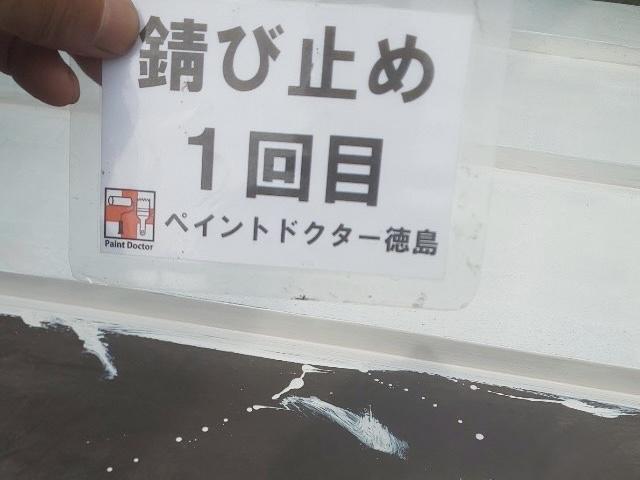 錆び止め
1回目
Paint Doctor
ペイントドクター徳島